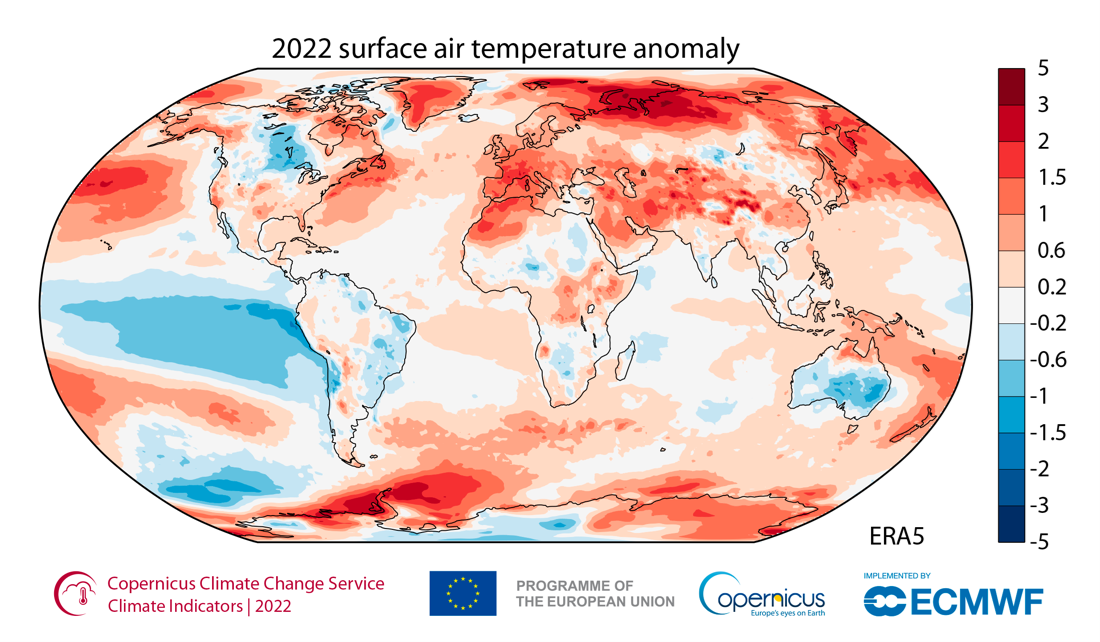 2022 surface air temperature anomaly
5
3
2
1.5
1
0.6
0.2
-0.2
-0.6
-1
-1.5
-2
-3
-5
ERA5
Copernicus Climate Change Service
Climate Indicators | 2022
PROGRAMME OF
THE EUROPEAN UNION
opernicus
Europe's eyes on Earth
IMPLEMENTED BY
ECMWF